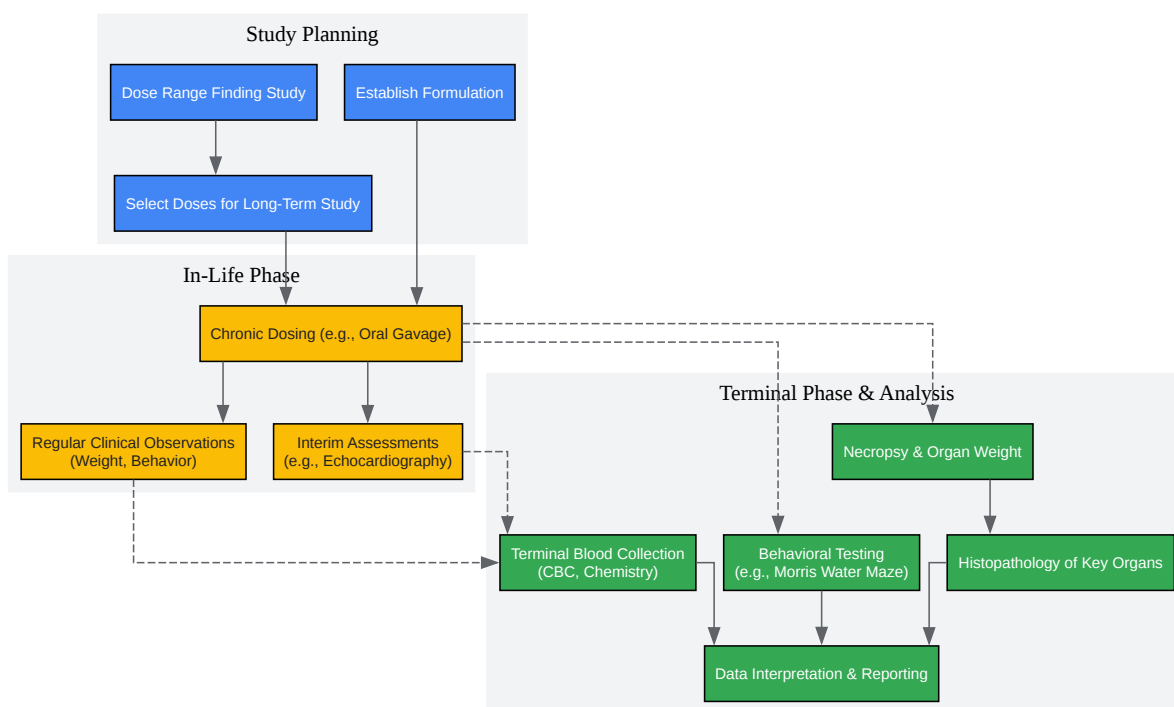 Study Planning
Dose Range Finding Study
Establish Formulation
Select Doses for Long-Term Study
In-Life Phase
Chronic Dosing (e.g., Oral Gavage)
Regular Clinical Observations
(Weight, Behavior)
Interim Assessments
(e.g., Echocardiography)
Terminal Phase & Analysis
Necropsy & Organ Weight
Terminal Blood Collection
(CBC, Chemistry)
Behavioral Testing
(e.g., Morris Water Maze)
Histopathology of Key Organs
Data Interpretation & Reporting